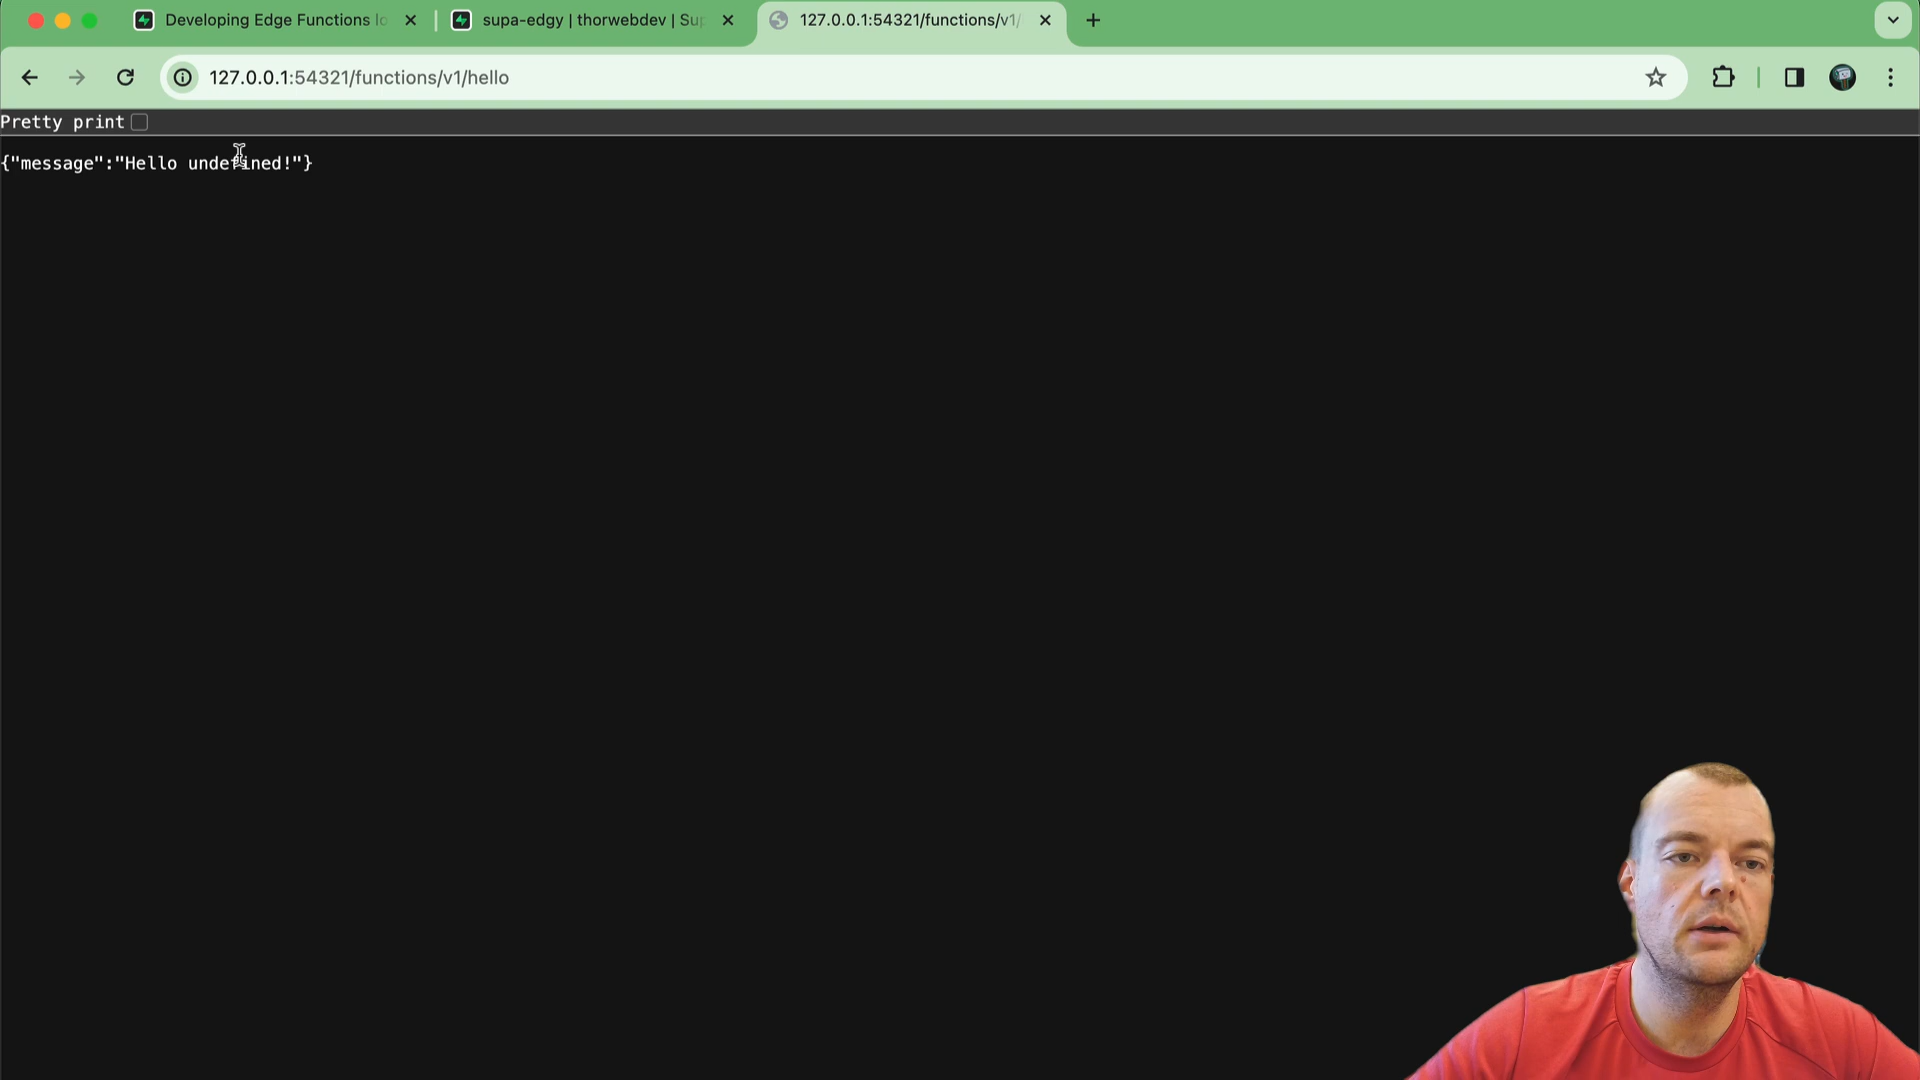 Developing Edge Functions lo
supa-edgy | thorwebdev | Sup
127.0.0.1:54321/functions/v1/
127.0.0.1:54321/functions/v1/hello
Pretty print
{"message":"Hello undefined!"}